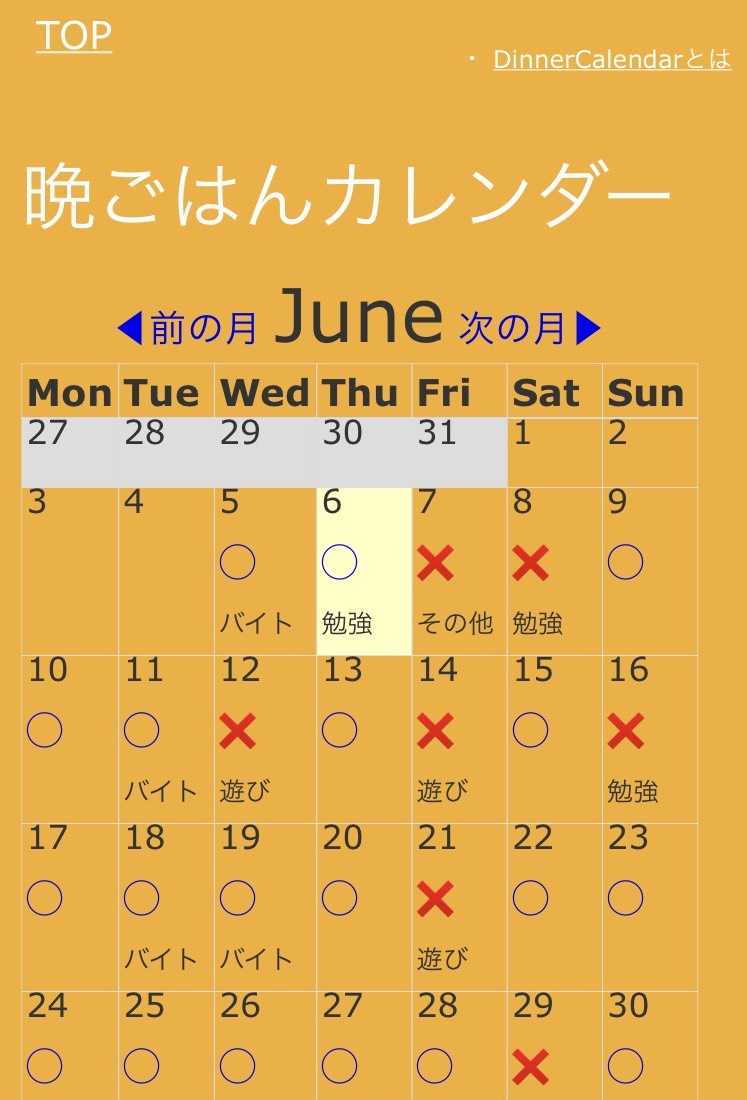 TOP
・ DinnerCalendarとは
晩ごはんカレンダー
◀前の月 June 次の月▶
Mon Tue Wed Thu Fri Sat Sun
27 28 29 30 31 1 2
3 4 5 6 7 8 9
○ ○ ❌ ❌ ○
バイト 勉強 その他 勉強
10 11 12 13 14 15 16
○ ○ ❌ ○ ❌ ○ ❌
バイト 遊び 遊び 勉強
17 18 19 20 21 22 23
○ ○ ○ ○ ❌ ○ ○
バイト バイト 遊び
24 25 26 27 28 29 30
○ ○ ○ ○ ○ ❌ ○